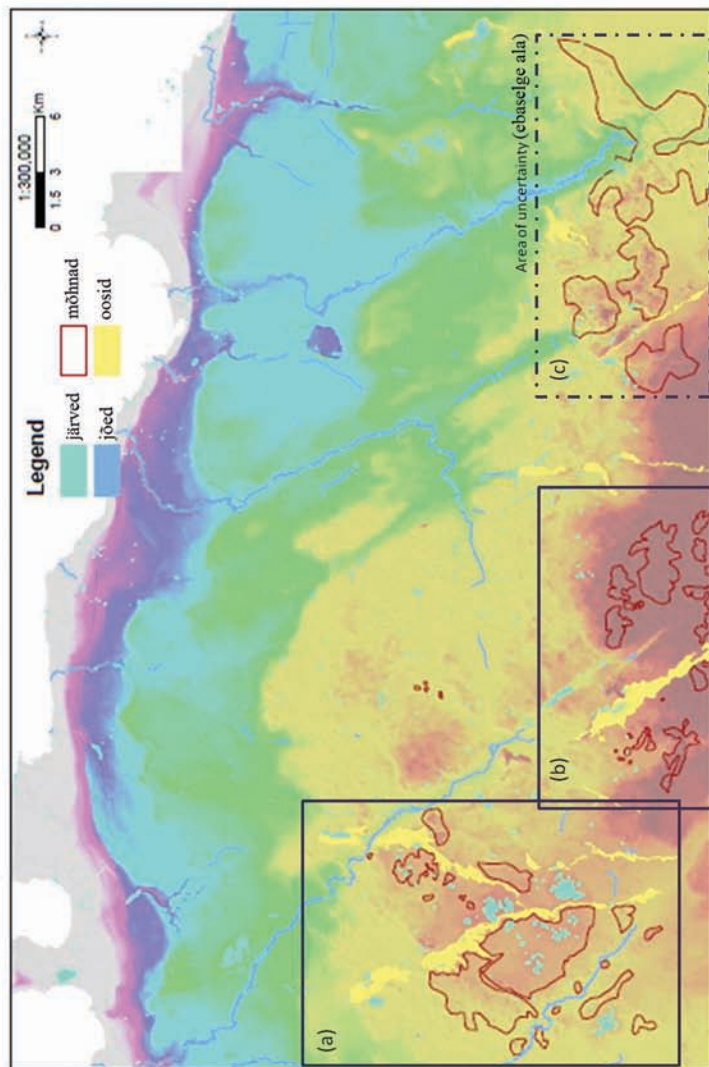 Legend
järved
jõed
mõhnad
oosid
1:300,000
0 1.5 3 6 Km
(a)
(b)
(c)
Area of uncertainty (ebaselge ala)